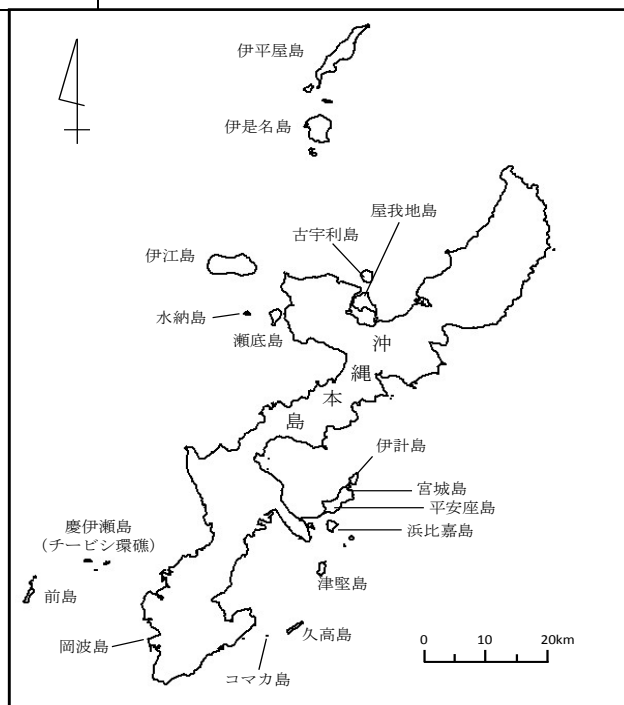 伊平屋島
伊是名島
屋我地島
古宇利島
伊江島
水納島
瀬底島
沖
縄
本
島
伊計島
宮城島
平安座島
浜比嘉島
慶伊瀬島
（チービシ環礁）
津堅島
前島
久高島
岡波島
コマカ島
0 10 20km